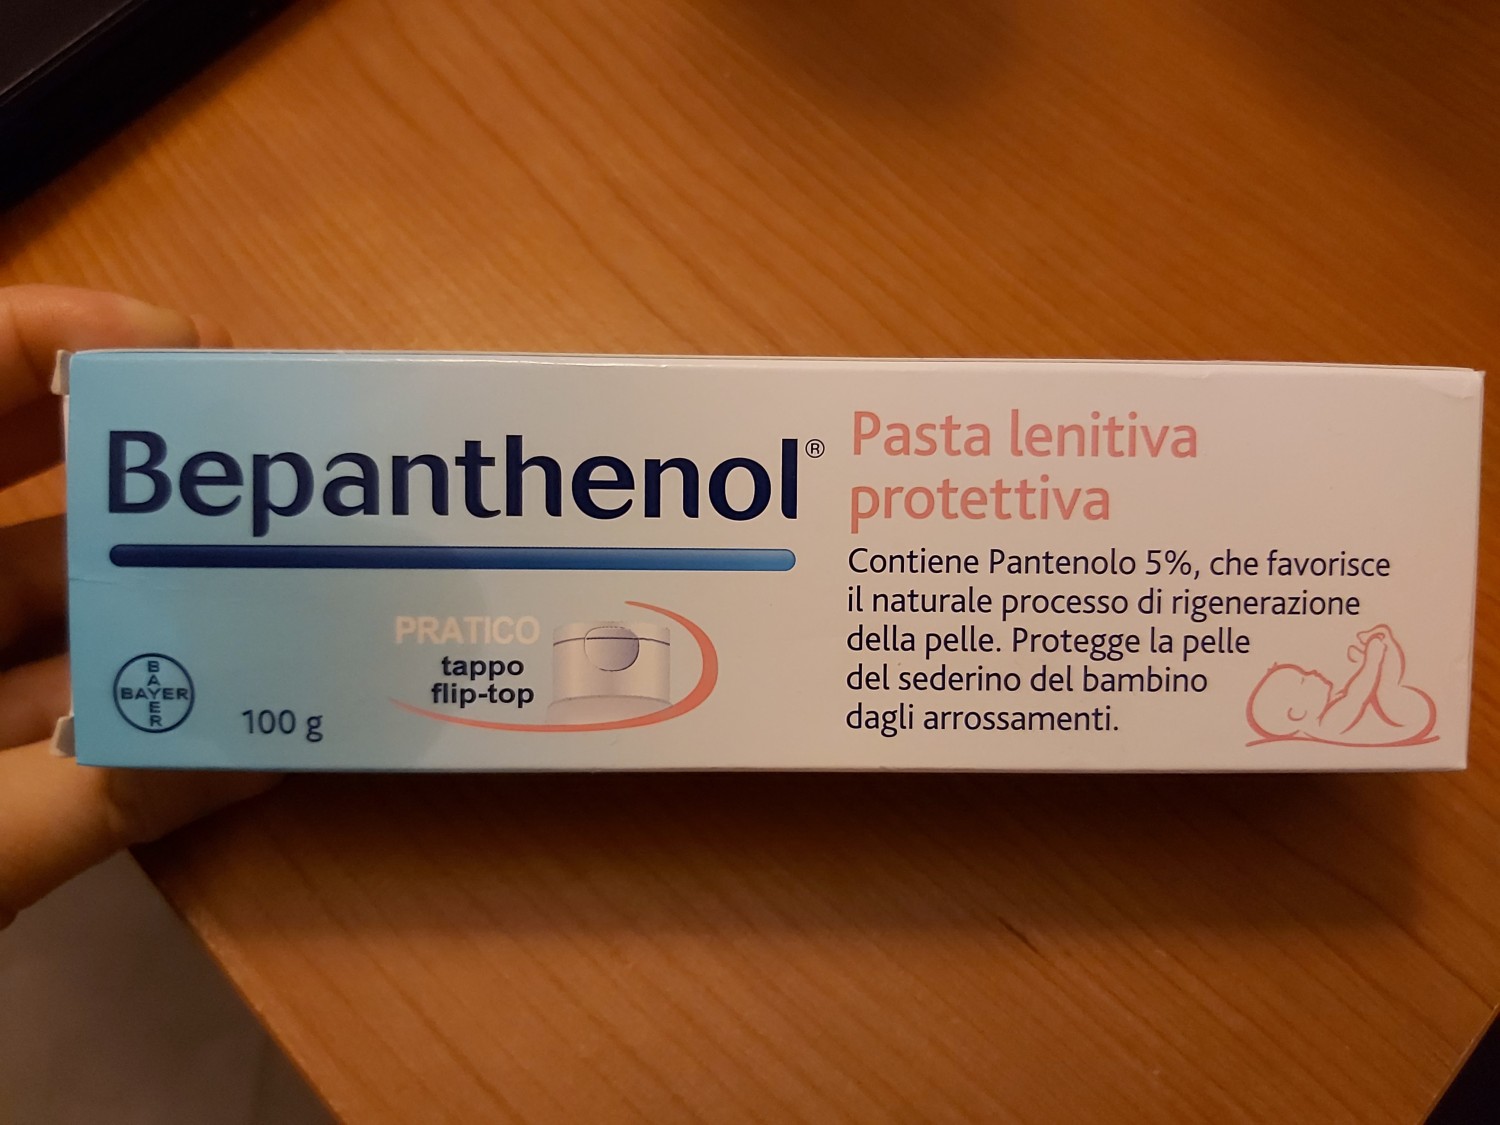 Bepanthenol®
Pasta lenitiva
protettiva
Contiene Pantenolo 5%, che favorisce
il naturale processo di rigenerazione
della pelle. Protegge la pelle
del sederino del bambino
dagli arrossamenti.
PRATICO
tappo
flip-top
BAYER
BAYER
100 g